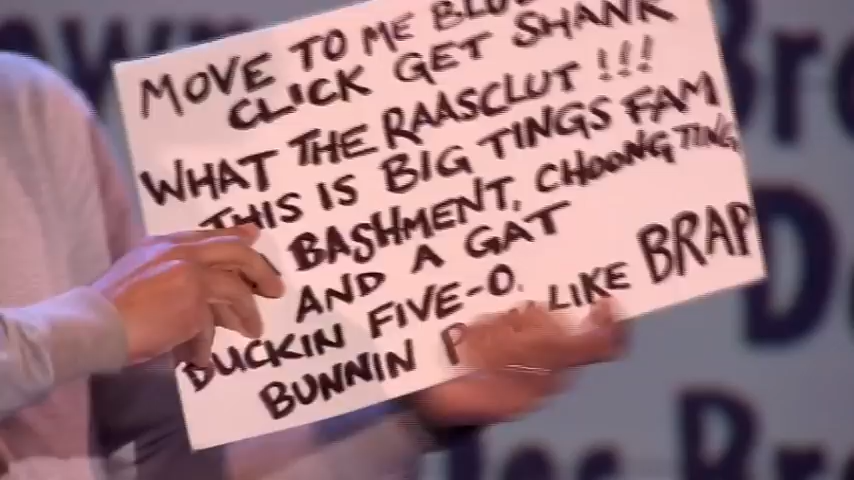 MOVE TO ME
CLICK GET SHANK
WHAT THE RAASCLUT !!!
THIS IS BIG TINGS FAM
BASHMENT, CHOONG TING
AND A GAT
DUCKIN FIVE-O.
BUNNIN LIKE BRAP